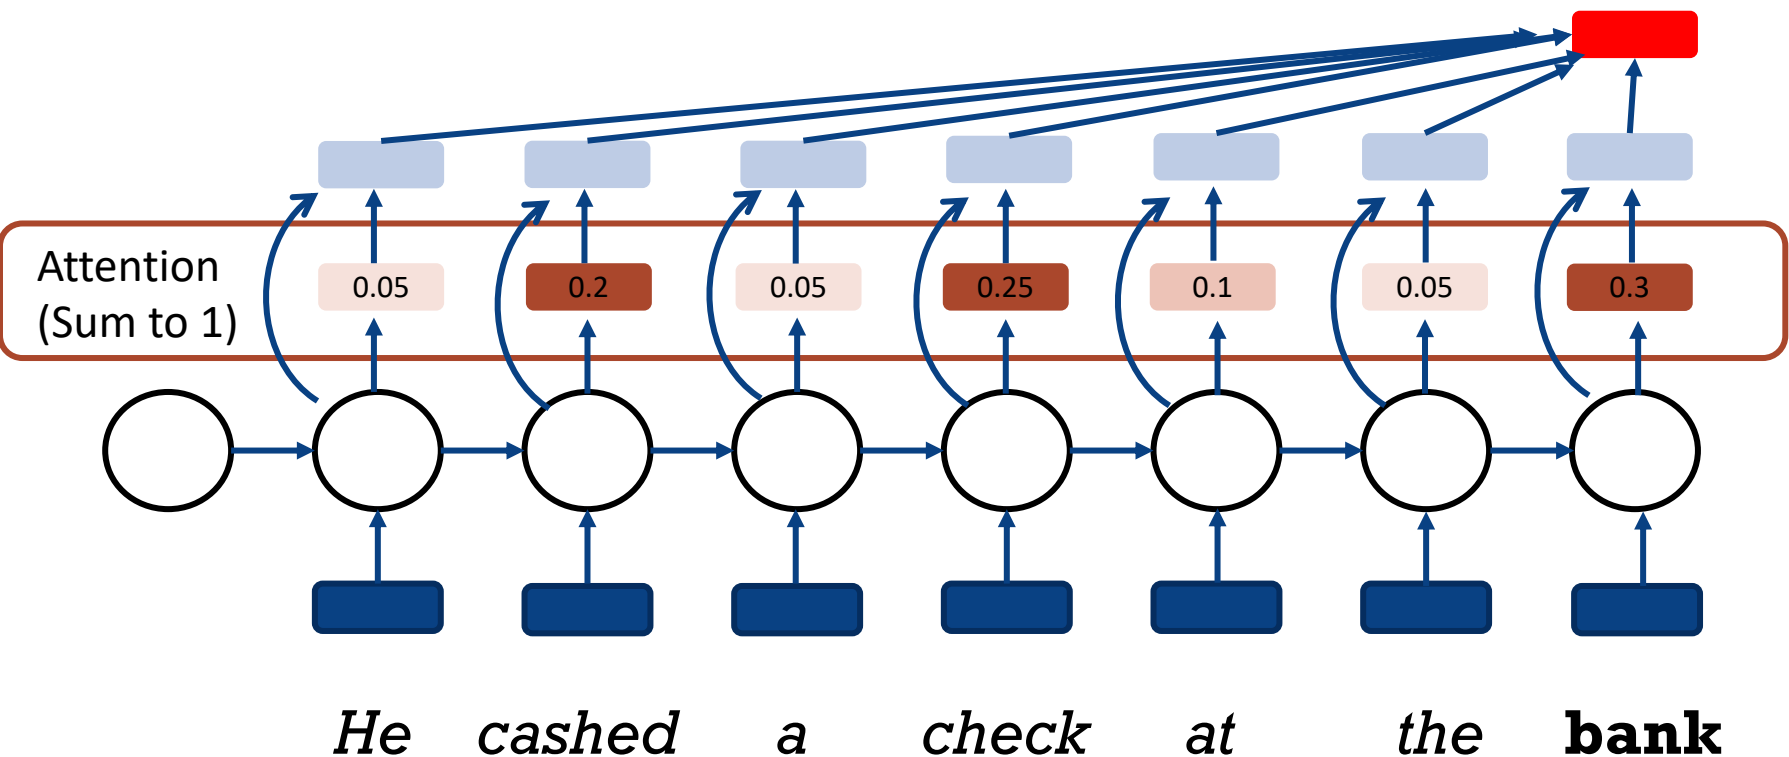 Attention
(Sum to 1)
0.05 0.2 0.05 0.25 0.1 0.05 0.3
He cashed a check at the bank